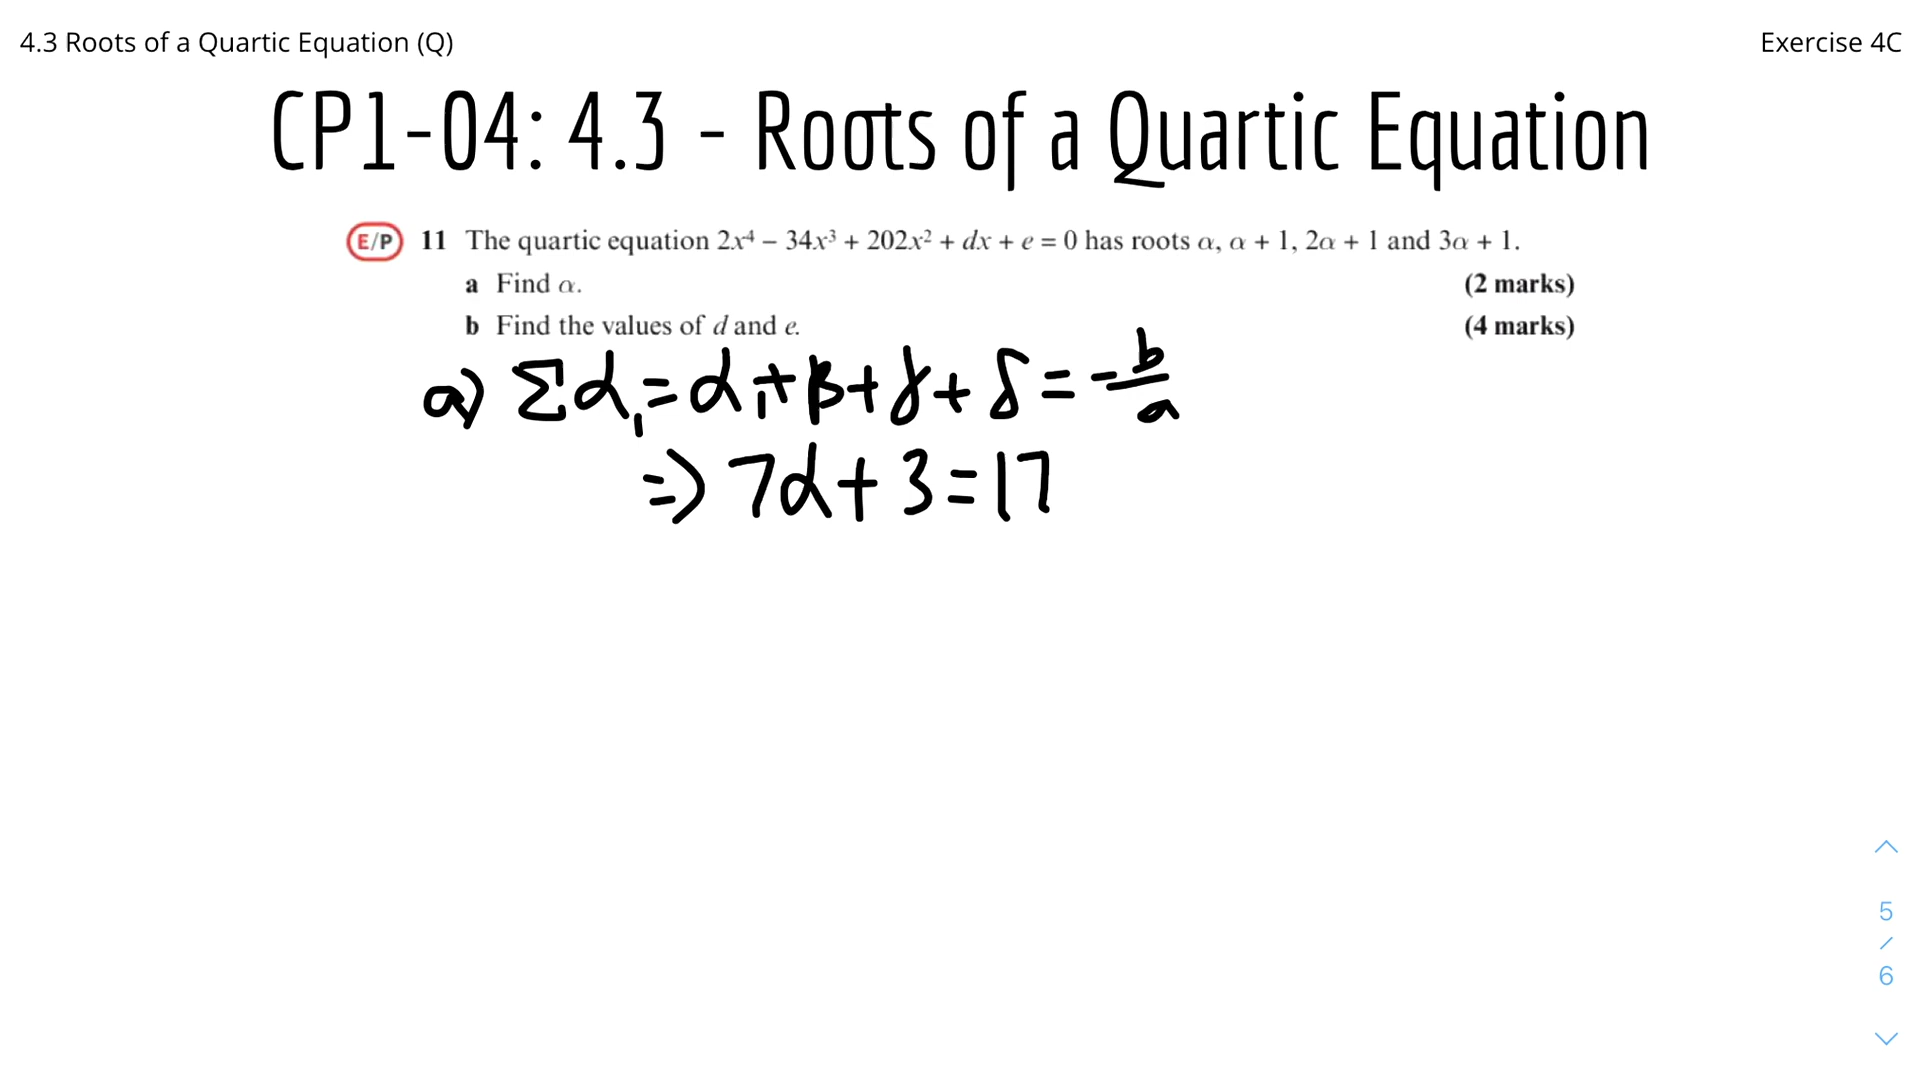 4.3 Roots of a Quartic Equation (Q) Exercise 4C
CP1-04: 4.3 - Roots of a Quartic Equation
E/P 11 The quartic equation 2x⁴ – 34x³ + 202x² + dx + e = 0 has roots α, α + 1, 2α + 1 and 3α + 1.
a Find α. (2 marks)
b Find the values of d and e. (4 marks)
a) Σα₁ = α₁ + β + γ + δ = -b/a
⇒ 7α + 3 = 17
5
/
6